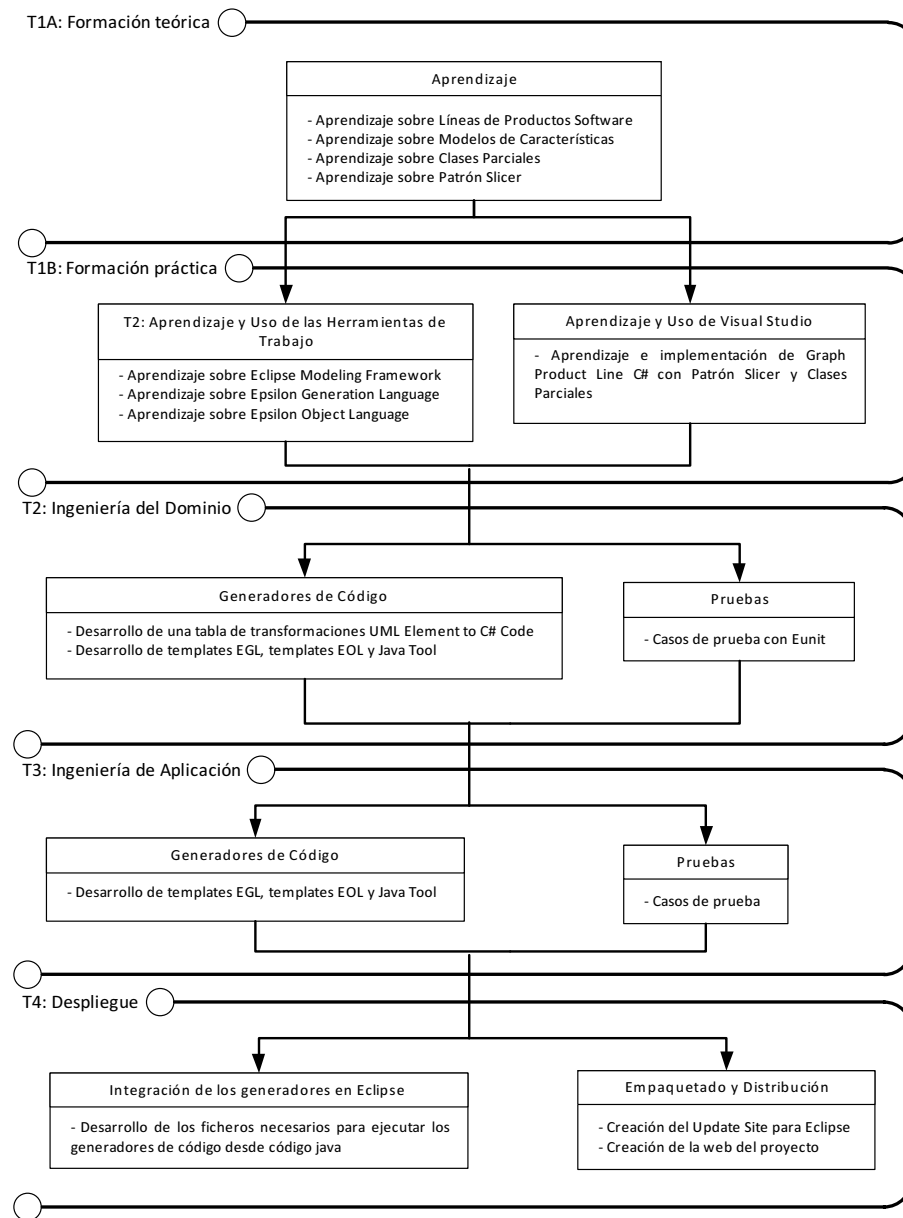 T1A: Formación teórica
Aprendizaje
- Aprendizaje sobre Líneas de Productos Software
- Aprendizaje sobre Modelos de Características
- Aprendizaje sobre Clases Parciales
- Aprendizaje sobre Patrón Slicer
T1B: Formación práctica
T2: Aprendizaje y Uso de las Herramientas de
Trabajo
- Aprendizaje sobre Eclipse Modeling Framework
- Aprendizaje sobre Epsilon Generation Language
- Aprendizaje sobre Epsilon Object Language
Aprendizaje y Uso de Visual Studio
- Aprendizaje e implementación de Graph
Product Line C# con Patrón Slicer y Clases
Parciales
T2: Ingeniería del Dominio
Generadores de Código
- Desarrollo de una tabla de transformaciones UML Element to C# Code
- Desarrollo de templates EGL, templates EOL y Java Tool
Pruebas
- Casos de prueba con Eunit
T3: Ingeniería de Aplicación
Generadores de Código
- Desarrollo de templates EGL, templates EOL y Java Tool
Pruebas
- Casos de prueba
T4: Despliegue
Integración de los generadores en Eclipse
- Desarrollo de los ficheros necesarios para ejecutar los
generadores de código desde código java
Empaquetado y Distribución
- Creación del Update Site para Eclipse
- Creación de la web del proyecto